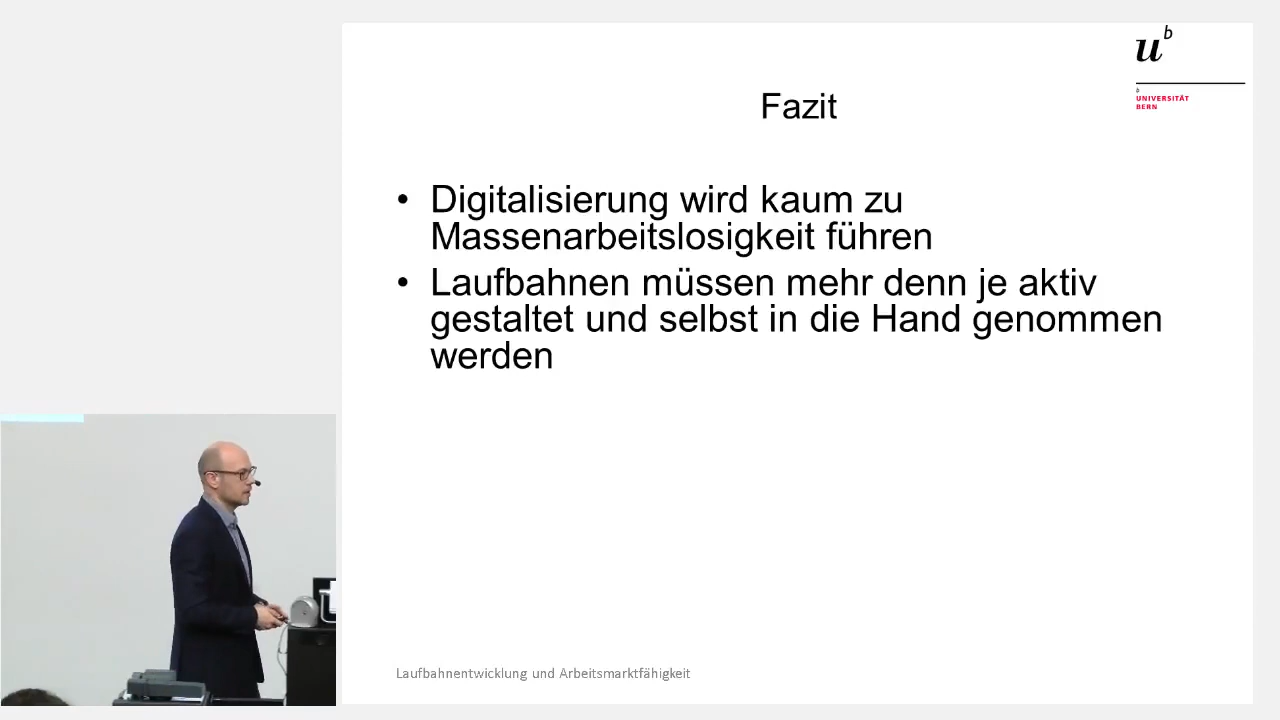 u^b
b
UNIVERSITÄT
BERN
Fazit
• Digitalisierung wird kaum zu
Massenarbeitslosigkeit führen
• Laufbahnen müssen mehr denn je aktiv
gestaltet und selbst in die Hand genommen
werden
Laufbahnentwicklung und Arbeitsmarktfähigkeit